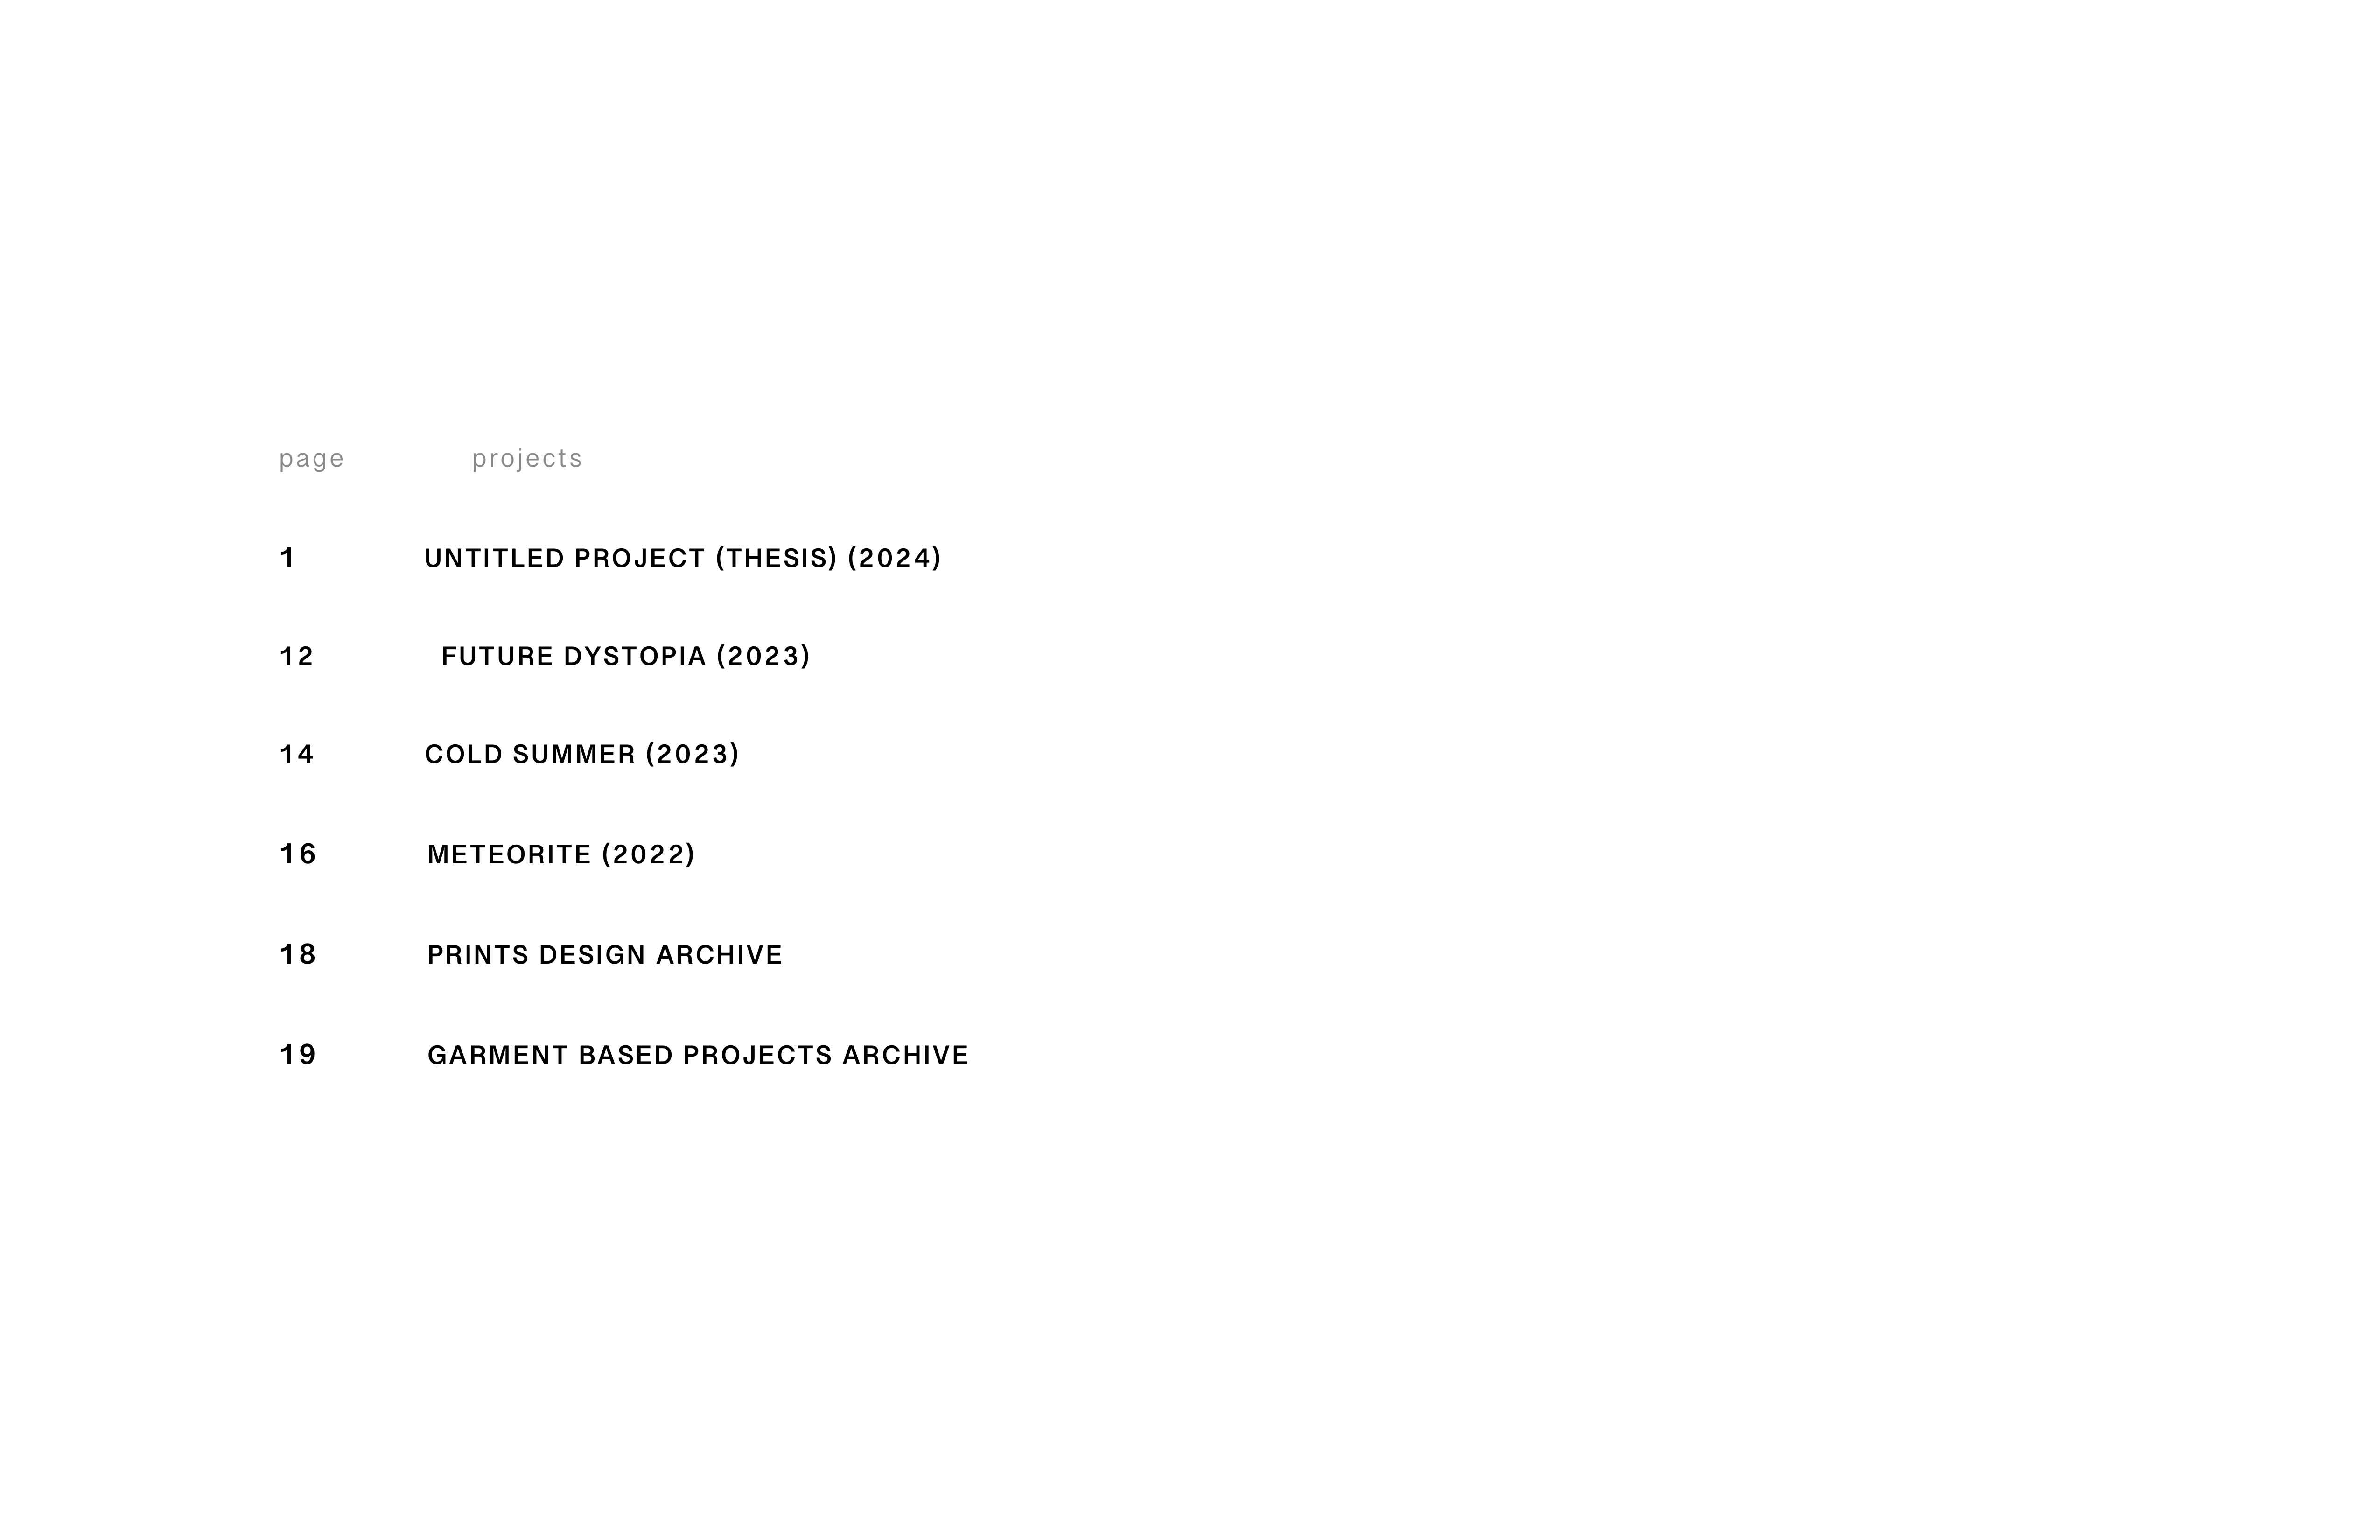 page projects
1 UNTITLED PROJECT (THESIS) (2024)
12 FUTURE DYSTOPIA (2023)
14 COLD SUMMER (2023)
16 METEORITE (2022)
18 PRINTS DESIGN ARCHIVE
19 GARMENT BASED PROJECTS ARCHIVE